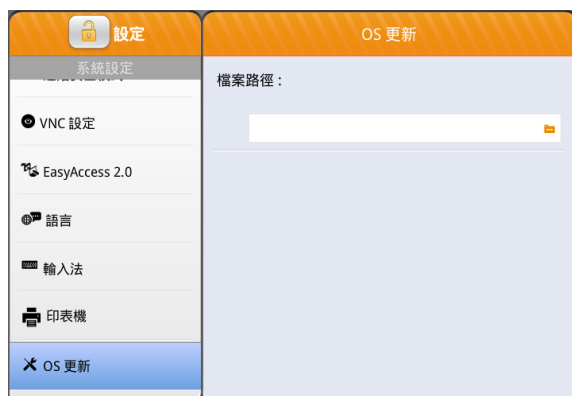 設定
系統設定
VNC 設定
EasyAccess 2.0
語言
輸入法
印表機
OS 更新
OS 更新
檔案路徑：